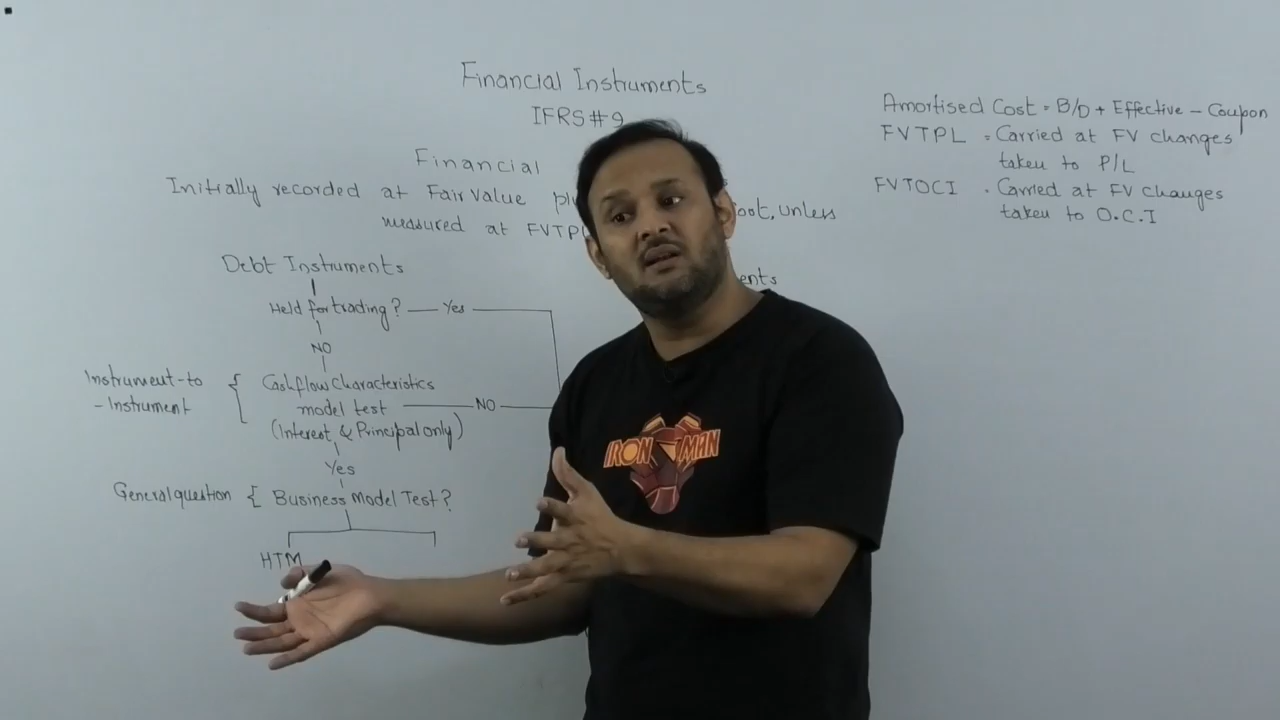 Financial Instruments
IFRS#9
Financial
Initially recorded at Fair Value
unless
measured at FVTPL
Debt Instruments
Held for trading? Yes
NO
Instrument-to
-Instrument
Cashflow Characteristics
model test NO
(Interest & Principal only)
Yes
General question
Business Model Test?
HTM
Amortised Cost = B/D + Effective - Coupon
FVTPL = Carried at FV changes
taken to P/L
FVTOCI = Carried at FV changes
taken to O.C.I
IRON MAN